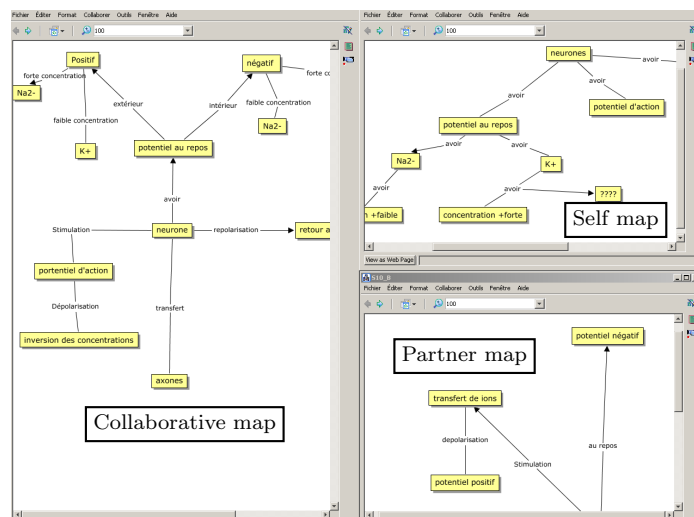 Fichier Éditer Format Collaborer Outils Fenêtre Aide
100
Positif
négatif
forte concentration
forte
Na2-
extérieur
intérieur
faible concentration
faible concentration
Na2-
K+
potentiel au repos
avoir
Stimulation
neurone
repolarisation
retour a
portentiel d'action
Dépolarisation
transfert
inversion des concentrations
axones
Collaborative map
Fichier Éditer Format Collaborer Outils Fenêtre Aide
100
neurones
avoir
avoir
avoir
potentiel d'action
potentiel au repos
avoir
avoir
Na2-
K+
avoir
avoir
????
n +faible
concentration +forte
Self map
View as Web Page
S10_B
Fichier Éditer Format Collaborer Outils Fenêtre Aide
100
potentiel négatif
Partner map
transfert de ions
depolarisation
au repos
Stimulation
potentiel positif